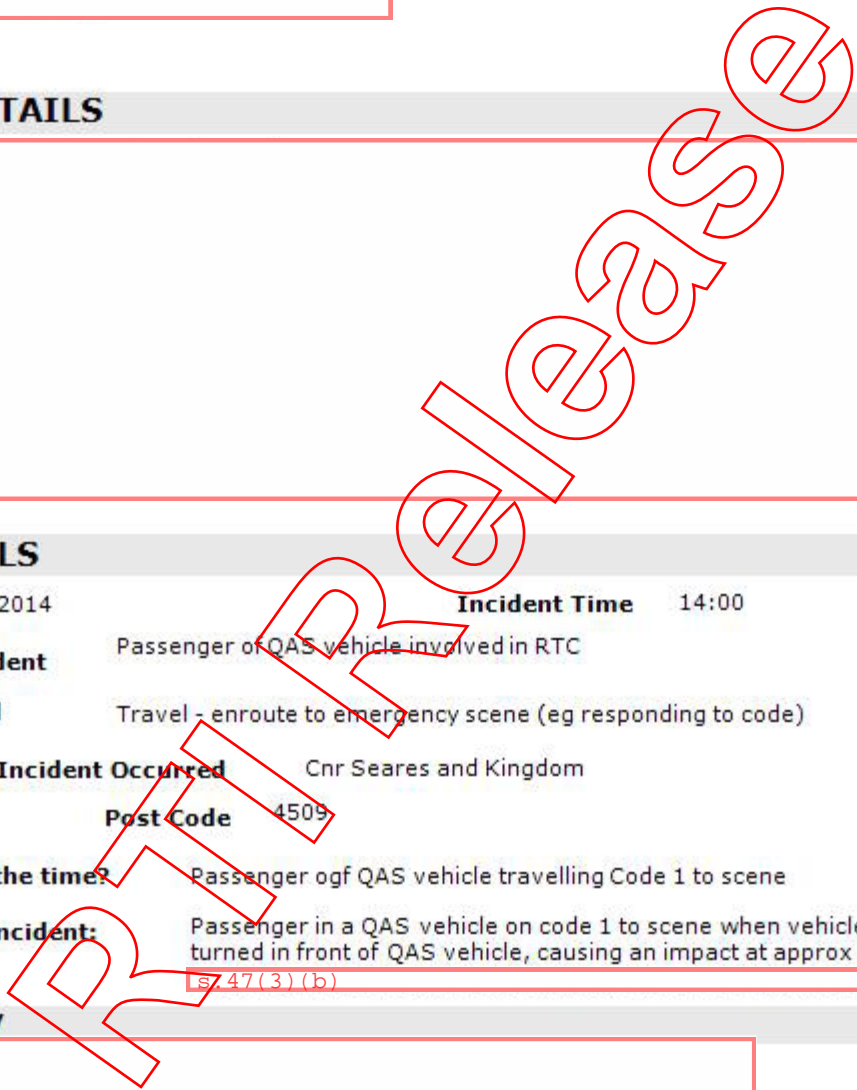 TAILS
LS
2014 Incident Time 14:00
dent Passenger of QAS vehicle involved in RTC
Travel - enroute to emergency scene (eg responding to code)
Incident Occurred Cnr Seares and Kingdom
Post Code 4509
the time? Passenger ogf QAS vehicle travelling Code 1 to scene
ncident: Passenger in a QAS vehicle on code 1 to scene when vehicle
turned in front of QAS vehicle, causing an impact at approx
s.47(3)(b)
RTI Release